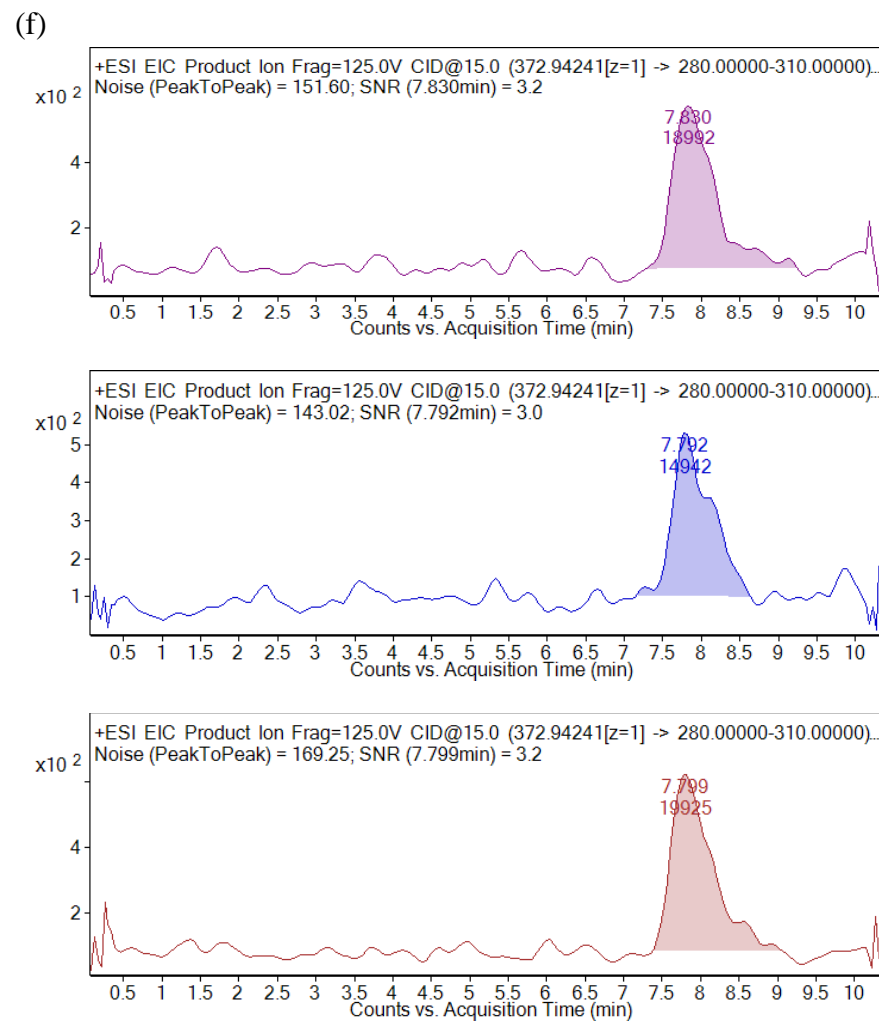 (f)
+ESI EIC Product Ion Frag=125.0V CID@15.0 (372.94241[z=1] -> 280.00000-310.00000)...
Noise (PeakToPeak) = 151.60; SNR (7.830min) = 3.2
x10 2
7.830
18992
4
2
0.5 1 1.5 2 2.5 3 3.5 4 4.5 5 5.5 6 6.5 7 7.5 8 8.5 9 9.5 10
Counts vs. Acquisition Time (min)
+ESI EIC Product Ion Frag=125.0V CID@15.0 (372.94241[z=1] -> 280.00000-310.00000)...
Noise (PeakToPeak) = 143.02; SNR (7.792min) = 3.0
x10 2
7.792
14942
5
4
3
2
1
0.5 1 1.5 2 2.5 3 3.5 4 4.5 5 5.5 6 6.5 7 7.5 8 8.5 9 9.5 10
Counts vs. Acquisition Time (min)
+ESI EIC Product Ion Frag=125.0V CID@15.0 (372.94241[z=1] -> 280.00000-310.00000)...
Noise (PeakToPeak) = 169.25; SNR (7.799min) = 3.2
x10 2
7.799
19925
4
2
0.5 1 1.5 2 2.5 3 3.5 4 4.5 5 5.5 6 6.5 7 7.5 8 8.5 9 9.5 10
Counts vs. Acquisition Time (min)